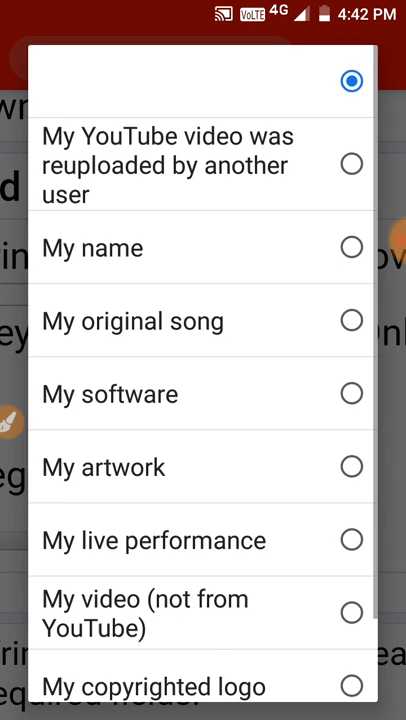 VoLTE 4G 4:42 PM
My YouTube video was
reuploaded by another
user
My name
My original song
My software
My artwork
My live performance
My video (not from
YouTube)
My copyrighted logo